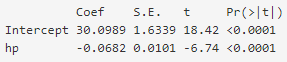 Coef S.E. t Pr(>|t|)
Intercept 30.0989 1.6339 18.42 <0.0001
hp -0.0682 0.0101 -6.74 <0.0001